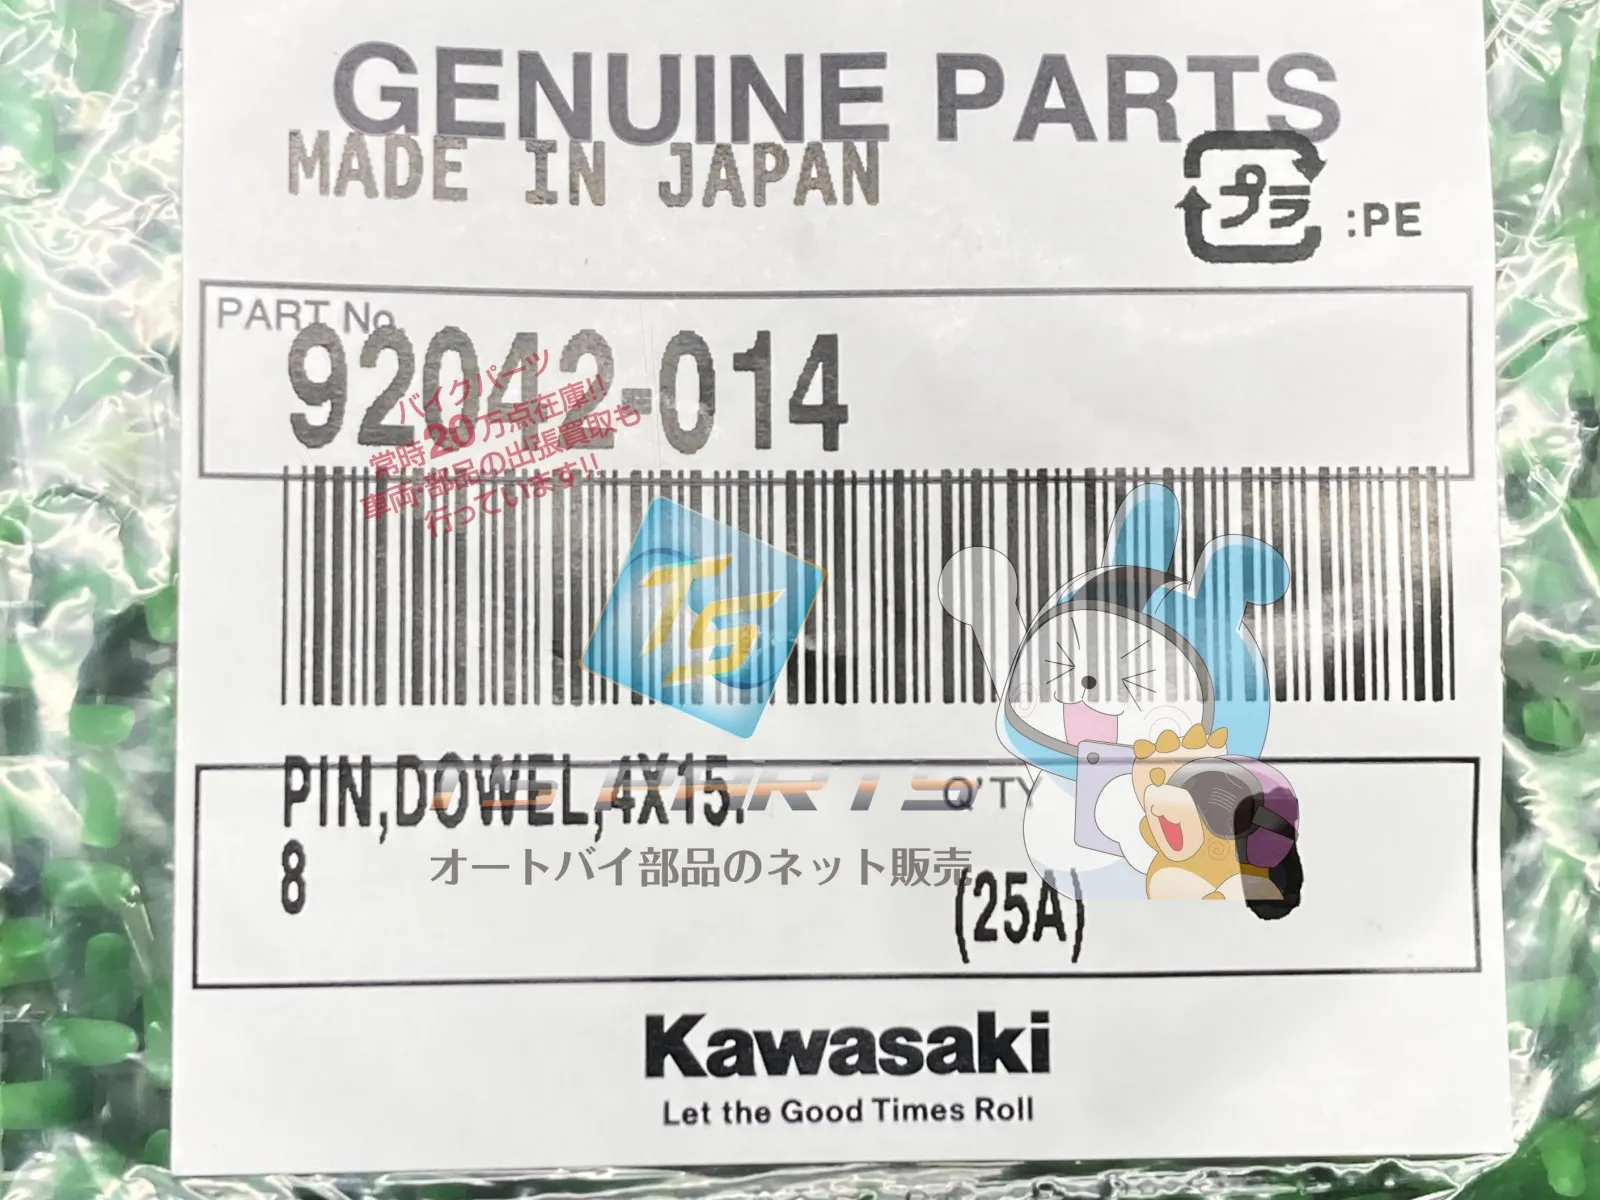 GENUINE PARTS
MADE IN JAPAN
プラ
:PE
PART No.
92042-014
バイクパーツ
常時20万点在庫!!
車両・部品の出張買取も
行っています!!
TS
PIN,DOWEL,4X15.
8
Q'TY
TS PARTS
オートバイ部品のネット販売
(25A)
Kawasaki
Let the Good Times Roll